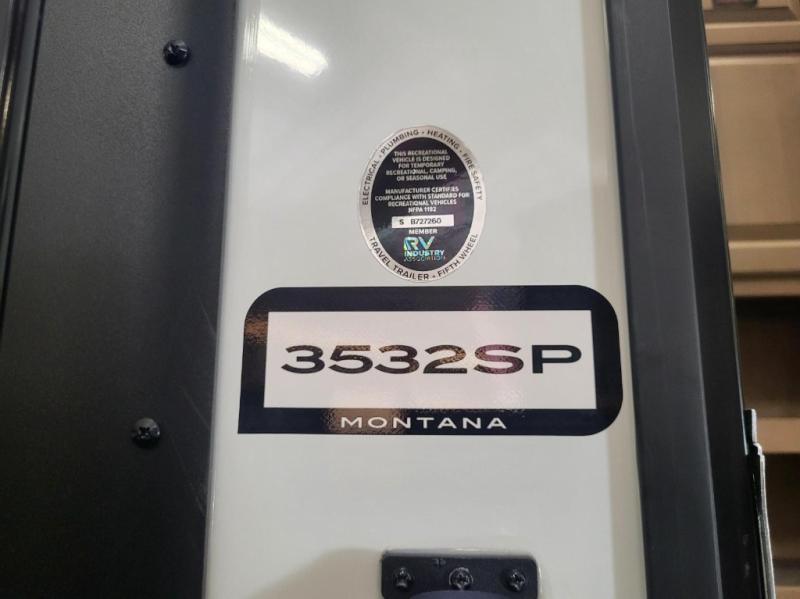 ELECTRICAL • PLUMBING • HEATING • FIRE SAFETY
THIS RECREATIONAL
VEHICLE IS DESIGNED
FOR TEMPORARY
RECREATIONAL, CAMPING,
OR SEASONAL USE
MANUFACTURER CERTIFIES
COMPLIANCE WITH STANDARD FOR
RECREATIONAL VEHICLES
NFPA 1192
S B727260
MEMBER
RV
INDUSTRY
ASSOCIATION
TRAVEL TRAILER • FIFTH WHEEL
3532SP
MONTANA